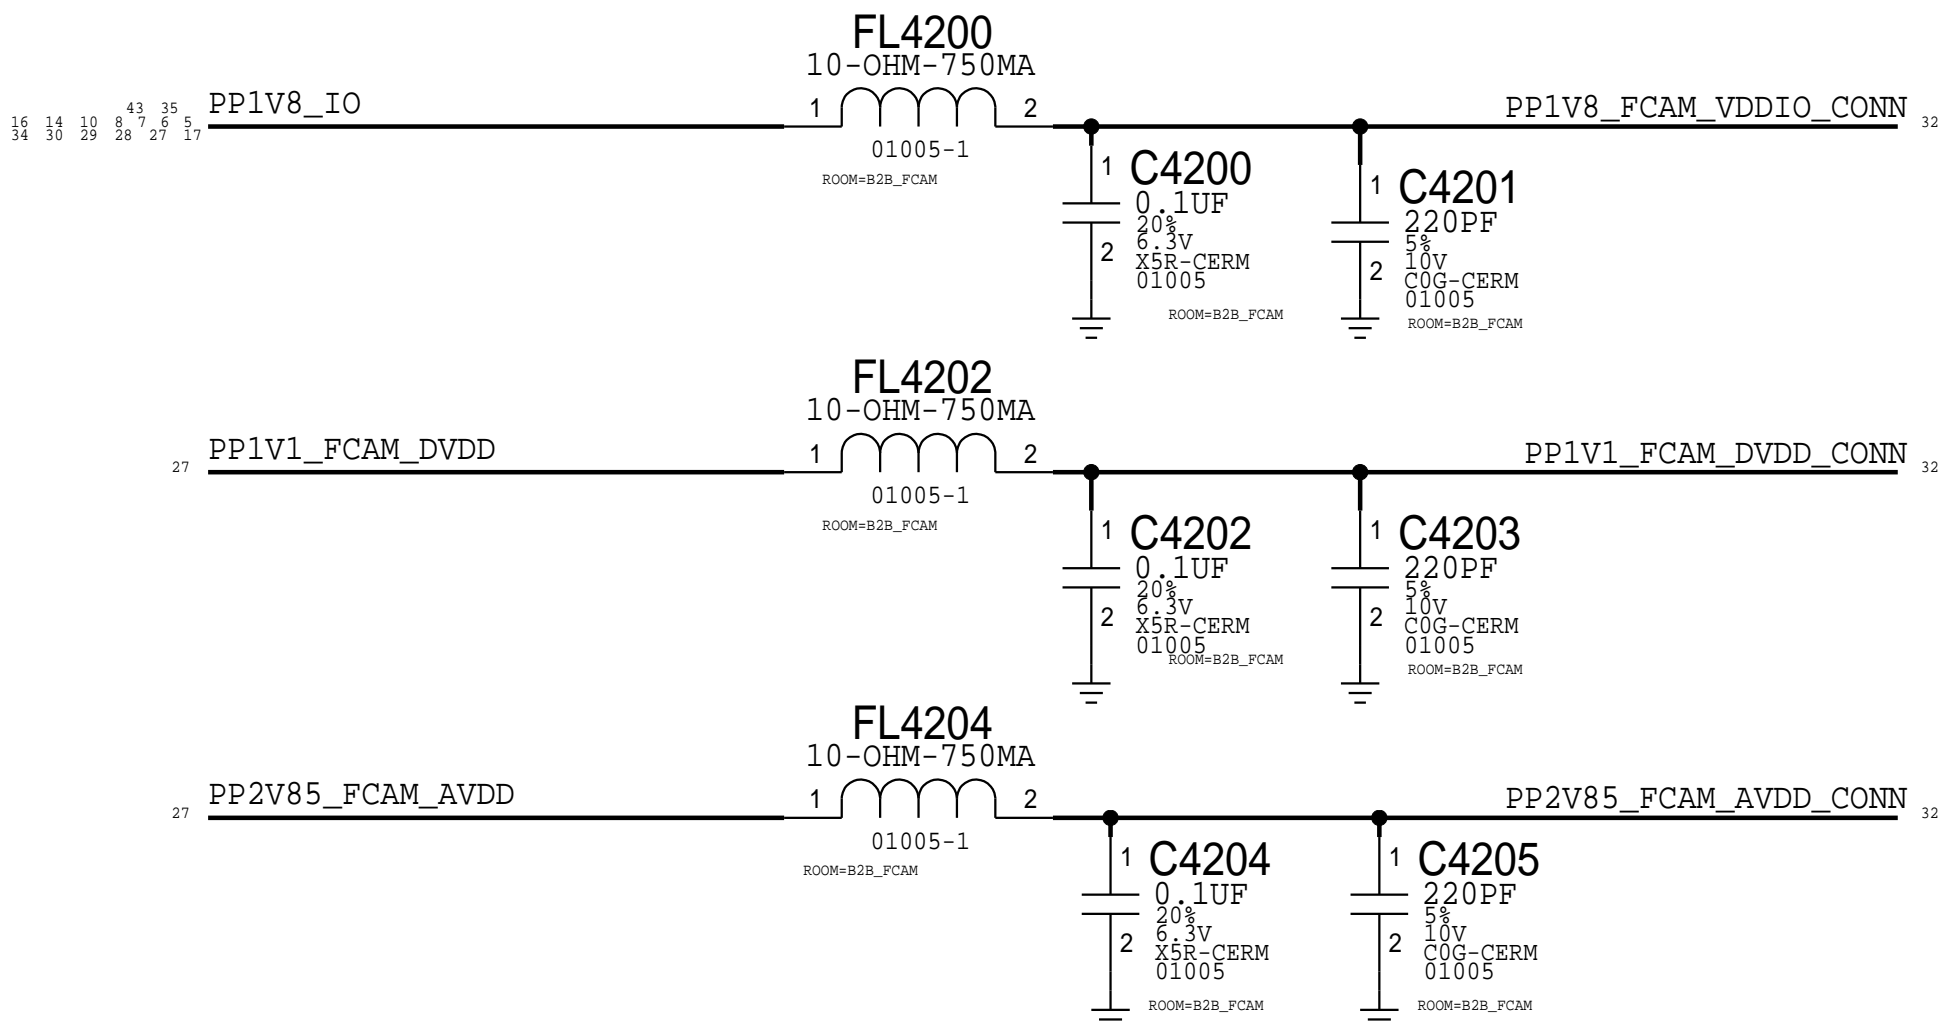 FL4200
10-OHM-750MA
43 35
16 14 10 8 7 6 5
34 30 29 28 27 17
PP1V8_IO
1
2
PP1V8_FCAM_VDDIO_CONN
32
01005-1
ROOM=B2B_FCAM
1
C4200
0.1UF
20%
6.3V
2
X5R-CERM
01005
ROOM=B2B_FCAM
1
C4201
220PF
5%
10V
2
C0G-CERM
01005
ROOM=B2B_FCAM
FL4202
10-OHM-750MA
27
PP1V1_FCAM_DVDD
1
2
PP1V1_FCAM_DVDD_CONN
32
01005-1
ROOM=B2B_FCAM
1
C4202
0.1UF
20%
6.3V
2
X5R-CERM
01005
ROOM=B2B_FCAM
1
C4203
220PF
5%
10V
2
C0G-CERM
01005
ROOM=B2B_FCAM
FL4204
10-OHM-750MA
27
PP2V85_FCAM_AVDD
1
2
PP2V85_FCAM_AVDD_CONN
32
01005-1
ROOM=B2B_FCAM
1
C4204
0.1UF
20%
6.3V
2
X5R-CERM
01005
ROOM=B2B_FCAM
1
C4205
220PF
5%
10V
2
C0G-CERM
01005
ROOM=B2B_FCAM